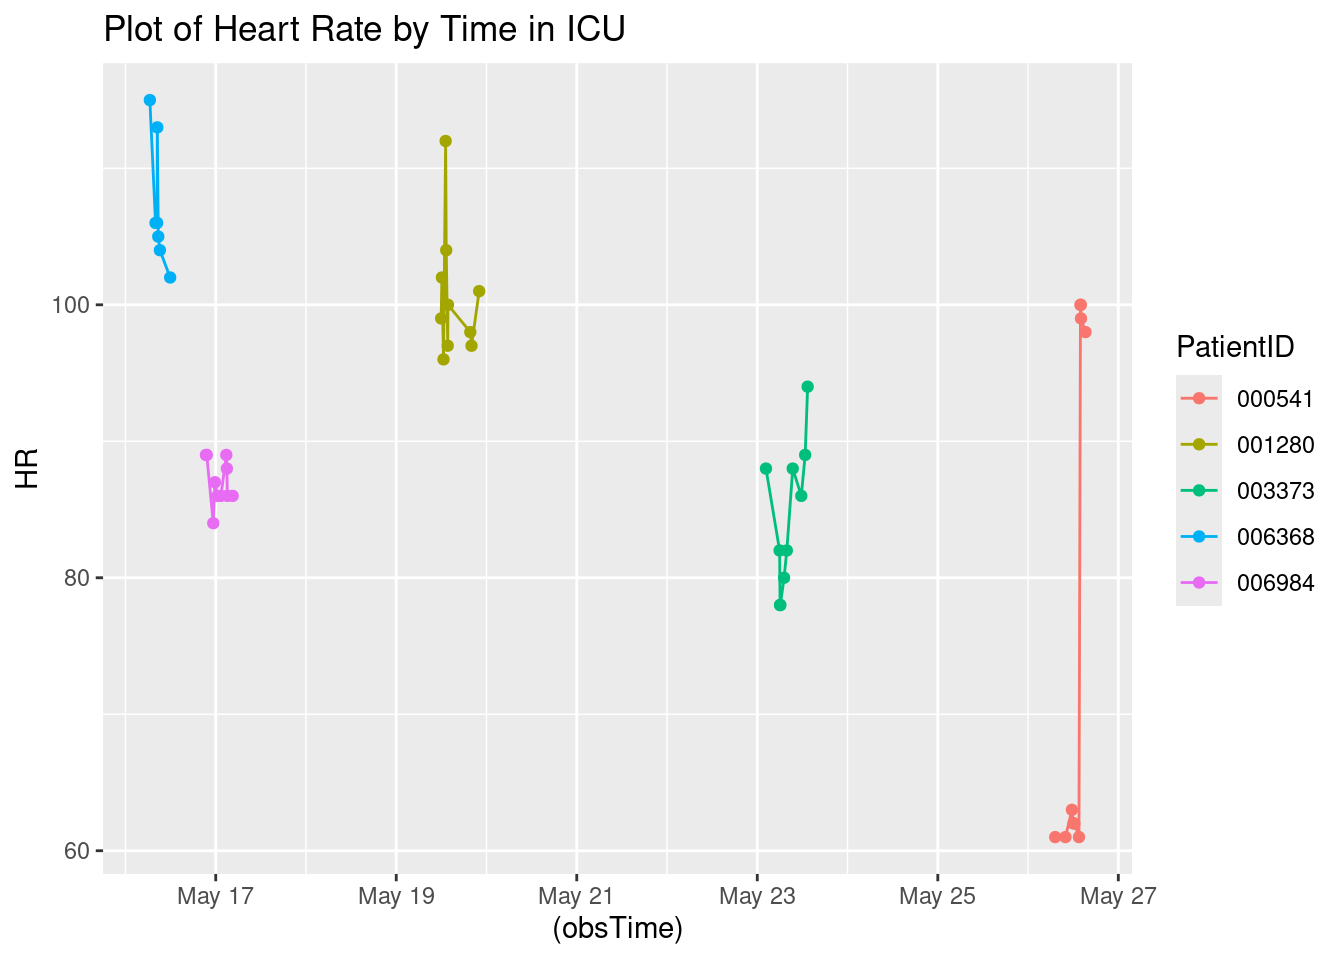 Plot of Heart Rate by Time in ICU
HR
100
80
60
May 17
May 19
May 21
May 23
May 25
May 27
(obsTime)
PatientID
000541
001280
003373
006368
006984